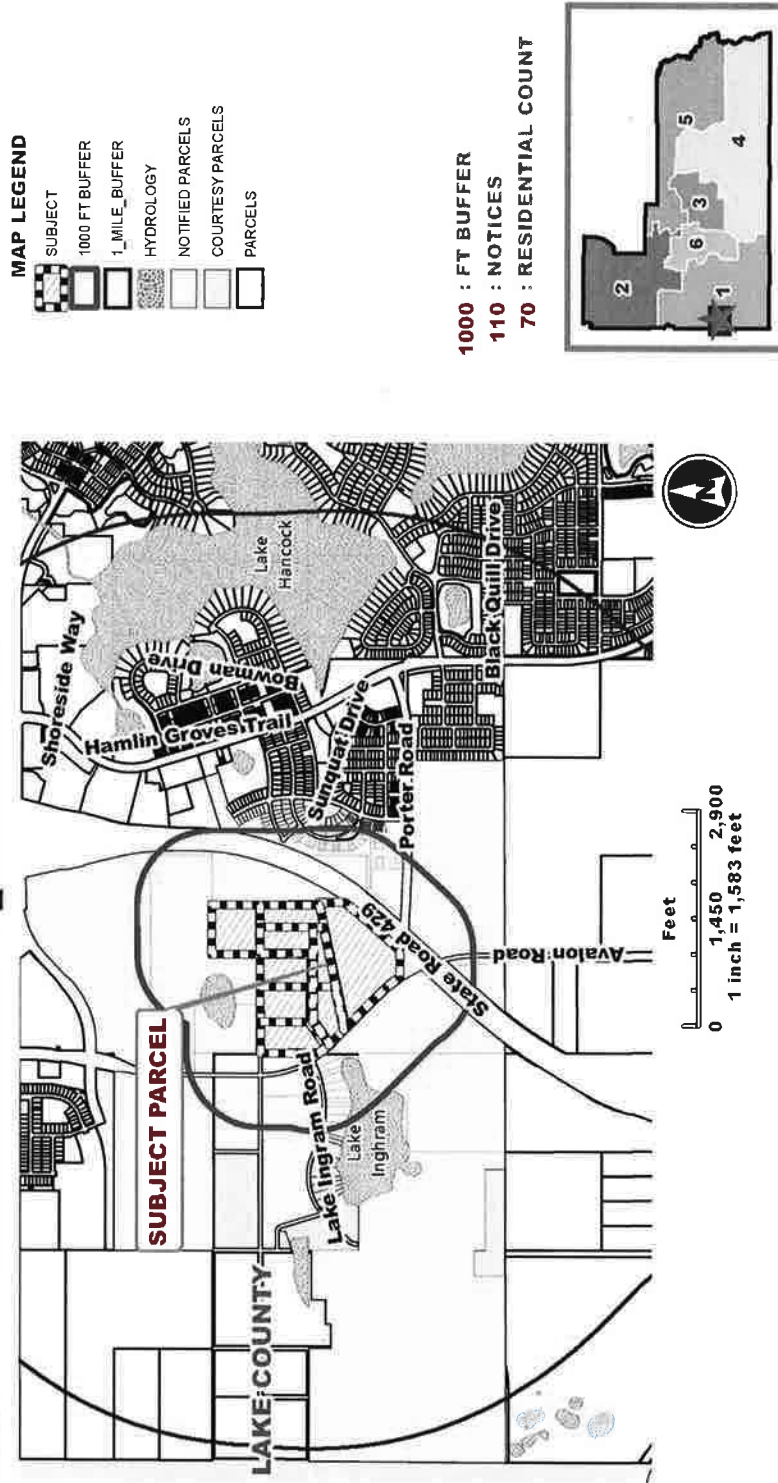 MAP LEGEND
SUBJECT
1000 FT BUFFER
1_MILE_BUFFER
HYDROLOGY
NOTIFIED PARCELS
COURTESY PARCELS
PARCELS
1000 : FT BUFFER
110 : NOTICES
70 : RESIDENTIAL COUNT
2
5
3
6
1
4
SUBJECT PARCEL
LAKE COUNTY
Shoreside Way
Hamlin Groves Trail
Bowman Drive
Lake
Hancock
Sunquat Drive
Porter Road
Black Quill Drive
State Road 429
Avalon Road
Lake Ingram Road
Lake
Inghram
N
Feet
0 1,450 2,900
1 inch = 1,583 feet